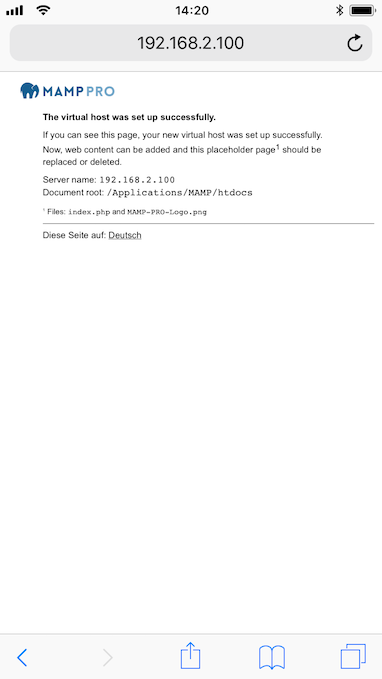 14:20
192.168.2.100
MAMP PRO
The virtual host was set up successfully.
If you can see this page, your new virtual host was set up successfully.
Now, web content can be added and this placeholder page¹ should be
replaced or deleted.
Server name: 192.168.2.100
Document root: /Applications/MAMP/htdocs
¹ Files: index.php and MAMP-PRO-Logo.png
Diese Seite auf: Deutsch